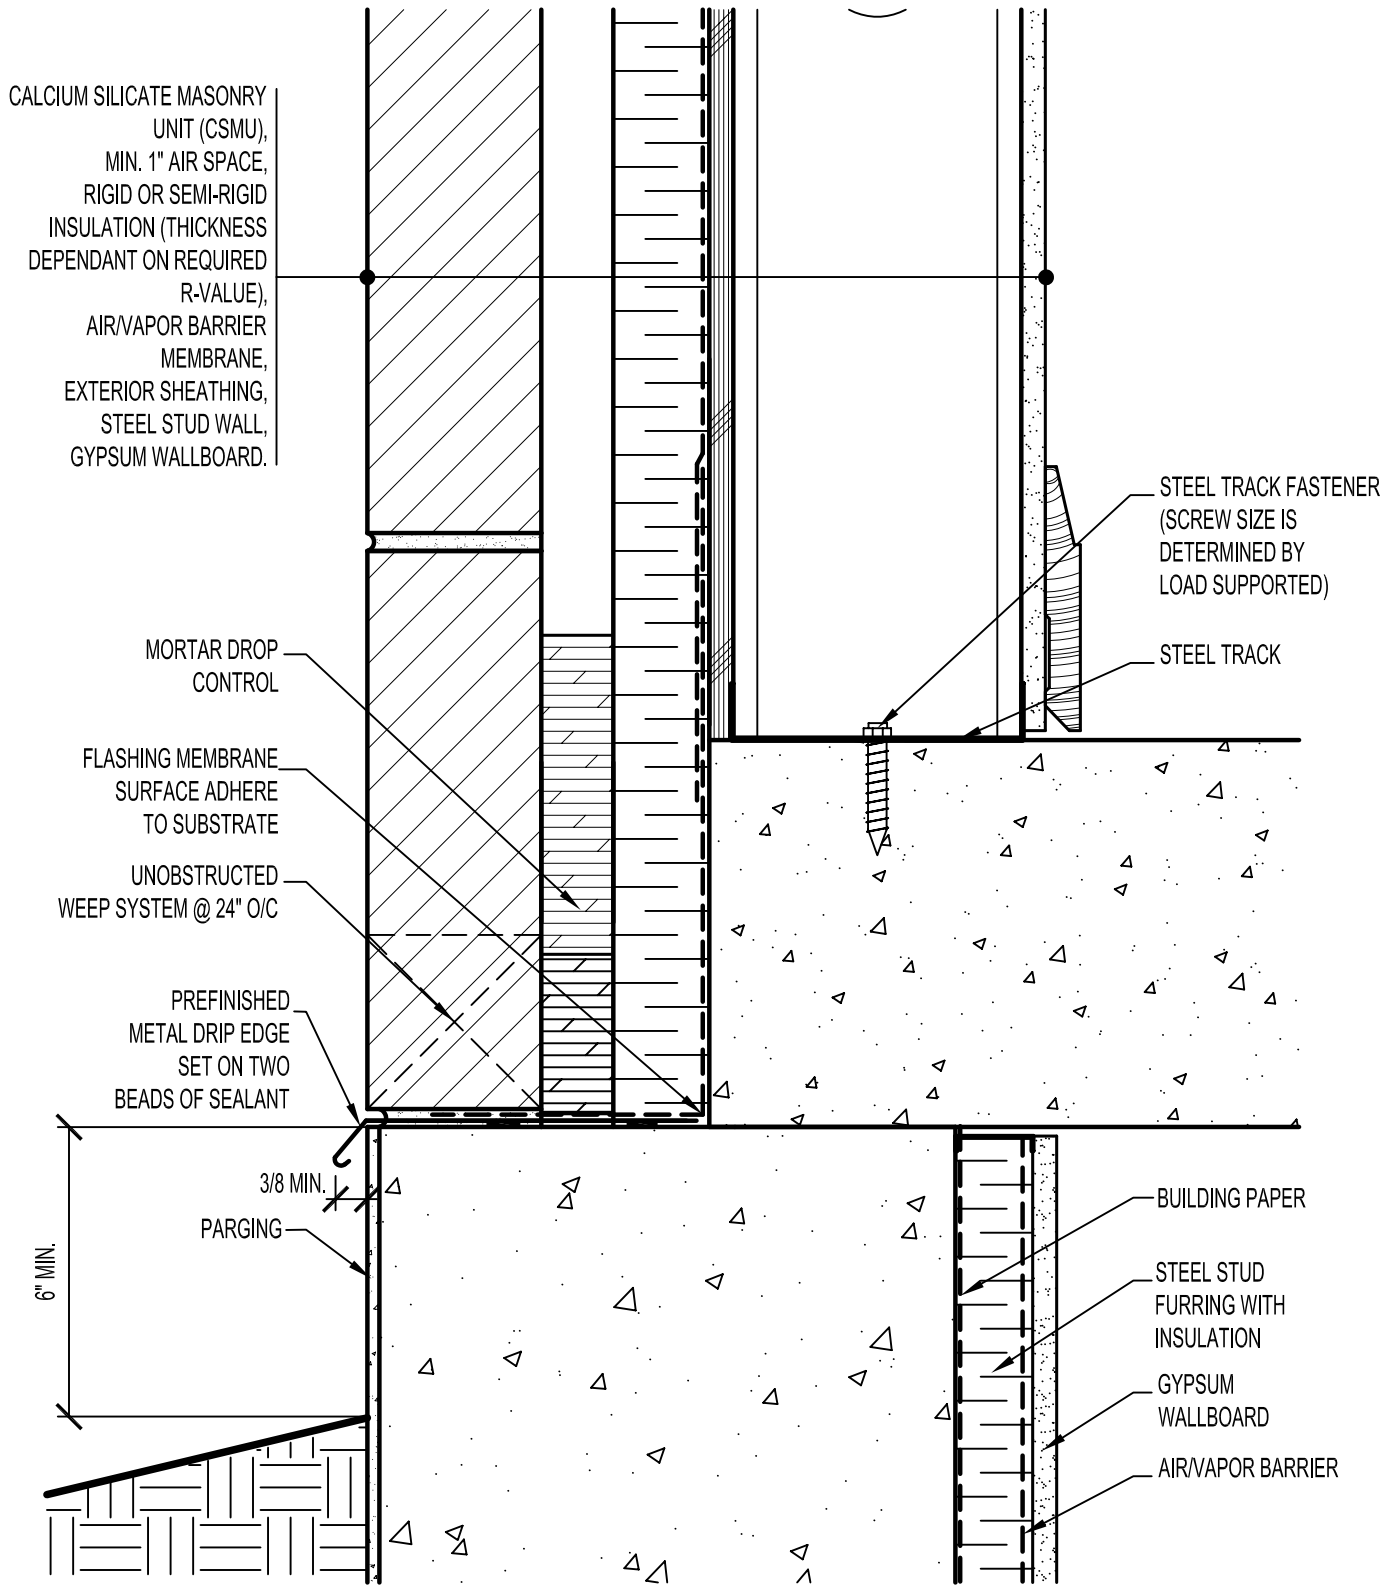 CALCIUM SILICATE MASONRY
UNIT (CSMU),
MIN. 1" AIR SPACE,
RIGID OR SEMI-RIGID
INSULATION (THICKNESS
DEPENDANT ON REQUIRED
R-VALUE),
AIR/VAPOR BARRIER
MEMBRANE,
EXTERIOR SHEATHING,
STEEL STUD WALL,
GYPSUM WALLBOARD.
STEEL TRACK FASTENER
(SCREW SIZE IS
DETERMINED BY
LOAD SUPPORTED)
STEEL TRACK
MORTAR DROP
CONTROL
FLASHING MEMBRANE
SURFACE ADHERE
TO SUBSTRATE
UNOBSTRUCTED
WEEP SYSTEM @ 24" O/C
PREFINISHED
METAL DRIP EDGE
SET ON TWO
BEADS OF SEALANT
3/8 MIN.
PARGING
6" MIN.
BUILDING PAPER
STEEL STUD
FURRING WITH
INSULATION
GYPSUM
WALLBOARD
AIR/VAPOR BARRIER